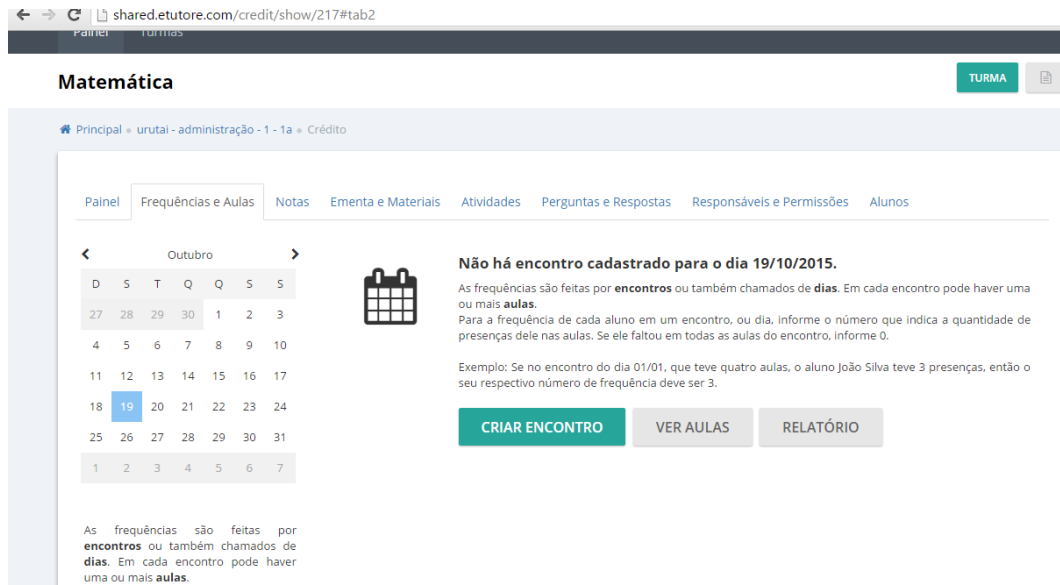 shared.etutore.com/credit/show/217#tab2
Painel Turmas
Matemática
TURMA
Principal » urutai - administração - 1 - 1a » Crédito
Painel Frequências e Aulas Notas Ementa e Materiais Atividades Perguntas e Respostas Responsáveis e Permissões Alunos
Outubro
D S T Q Q S S
27 28 29 30 1 2 3
4 5 6 7 8 9 10
11 12 13 14 15 16 17
18 19 20 21 22 23 24
25 26 27 28 29 30 31
1 2 3 4 5 6 7
As frequências são feitas por
encontros ou também chamados de
dias. Em cada encontro pode haver
uma ou mais aulas.
Não há encontro cadastrado para o dia 19/10/2015.
As frequências são feitas por encontros ou também chamados de dias. Em cada encontro pode haver uma
ou mais aulas.
Para a frequência de cada aluno em um encontro, ou dia, informe o número que indica a quantidade de
presenças dele nas aulas. Se ele faltou em todas as aulas do encontro, informe 0.
Exemplo: Se no encontro do dia 01/01, que teve quatro aulas, o aluno João Silva teve 3 presenças, então o
seu respectivo número de frequência deve ser 3.
CRIAR ENCONTRO VER AULAS RELATÓRIO